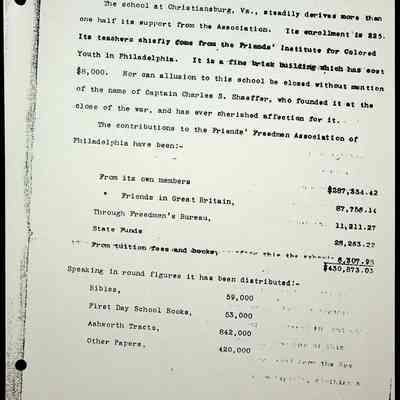 The school at Christiansburg, Va., steadily derives more than
one half its support from the Association. Its enrollment is 225.
Its teachers chiefly come from the Friends' Institute for Colored
Youth in Philadelphia. It is a fine brick building which has cost
$8,000. Nor can allusion to this school be closed without mention
of the name of Captain Charles S. Shaeffer, who founded it at the
close of the war, and has ever cherished affection for it.
The contributions to the Friends' Freedmen Association of
Philadelphia have been:-
From its own members $287,334.42
" Friends in Great Britain, 87,756.14
Through Freedmen's Bureau, 11,211.27
State Funds 28,263.22
From tuition fees and books, 6,307.98
$430,873.03
Speaking in round figures it has been distributed:-
Bibles, 59,000
First Day School Books, 53,000
Ashworth Tracts, 842,000
Other Papers, 420,000